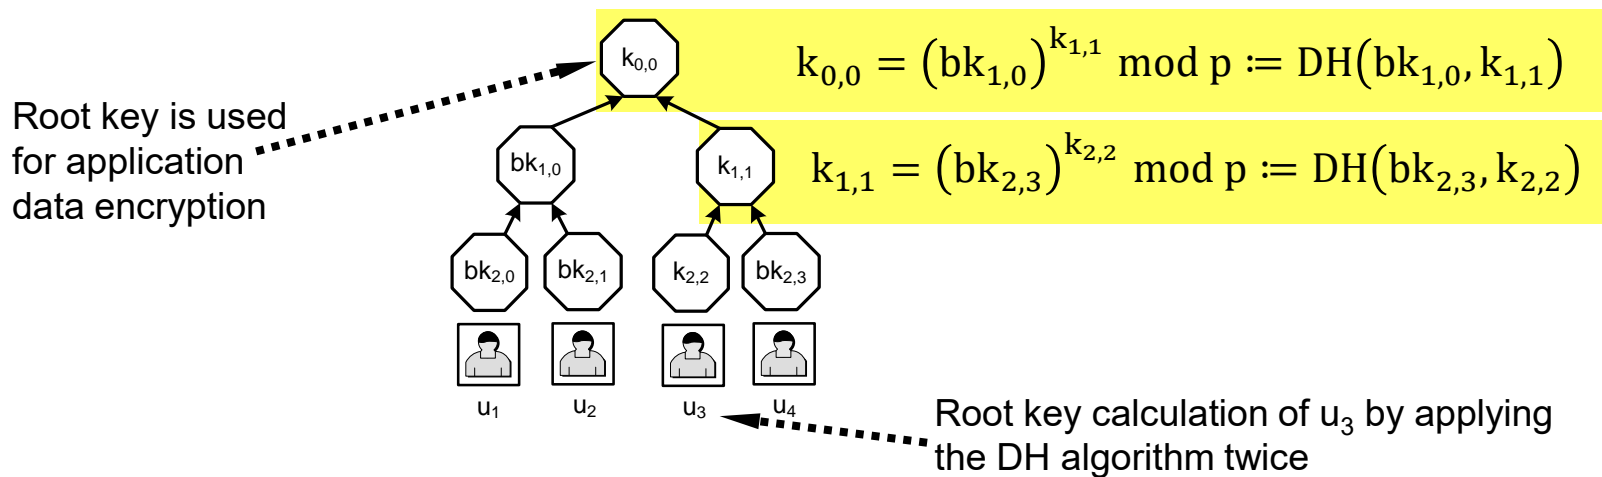 k₀,₀
k₀,₀ = (bk₁,₀)^k₁,₁ mod p ≔ DH(bk₁,₀, k₁,₁)
Root key is used
for application
data encryption
bk₁,₀
k₁,₁
k₁,₁ = (bk₂,₃)^k₂,₂ mod p ≔ DH(bk₂,₃, k₂,₂)
bk₂,₀
bk₂,₁
k₂,₂
bk₂,₃
u₁
u₂
u₃
u₄
Root key calculation of u₃ by applying
the DH algorithm twice